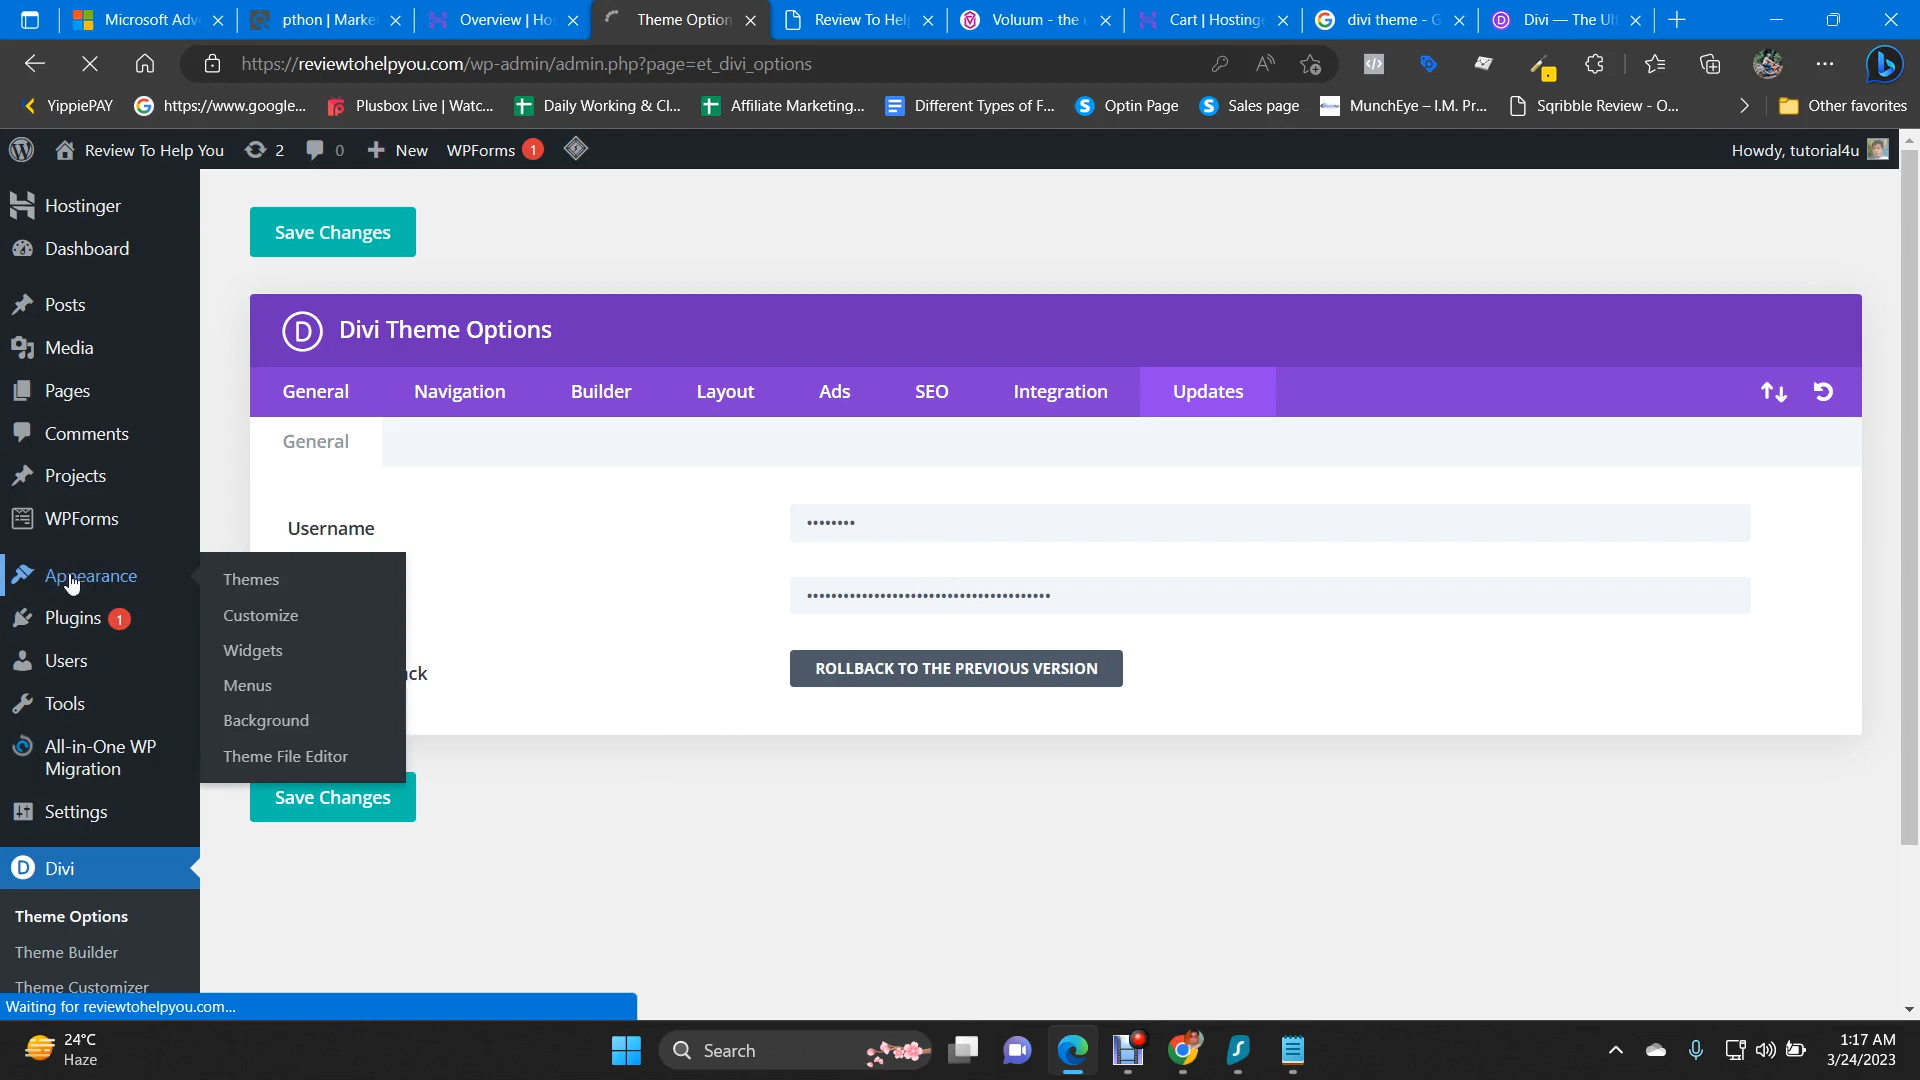 Microsoft Adv
pthon | Marke
Overview | Ho
Theme Option
Review To Hel
Voluum - the u
Cart | Hostinge
divi theme - G
Divi — The Ul
https://reviewtohelpyou.com/wp-admin/admin.php?page=et_divi_options
YippiePAY
https://www.google...
Plusbox Live | Watc...
Daily Working & Cl...
Affiliate Marketing...
Different Types of F...
Optin Page
Sales page
MunchEye – I.M. Pr...
Sqribble Review - O...
Other favorites
Review To Help You
2
0
New
WPForms 1
Howdy, tutorial4u
Hostinger
Dashboard
Posts
Media
Pages
Comments
Projects
WPForms
Appearance
Plugins 1
Users
Tools
All-in-One WP
Migration
Settings
Divi
Theme Options
Theme Builder
Theme Customizer
Themes
Customize
Widgets
Menus
Background
Theme File Editor
Save Changes
Divi Theme Options
General
Navigation
Builder
Layout
Ads
SEO
Integration
Updates
General
Username
ck
ROLLBACK TO THE PREVIOUS VERSION
Save Changes
Waiting for reviewtohelpyou.com...
24°C
Haze
Search
1:17 AM
3/24/2023